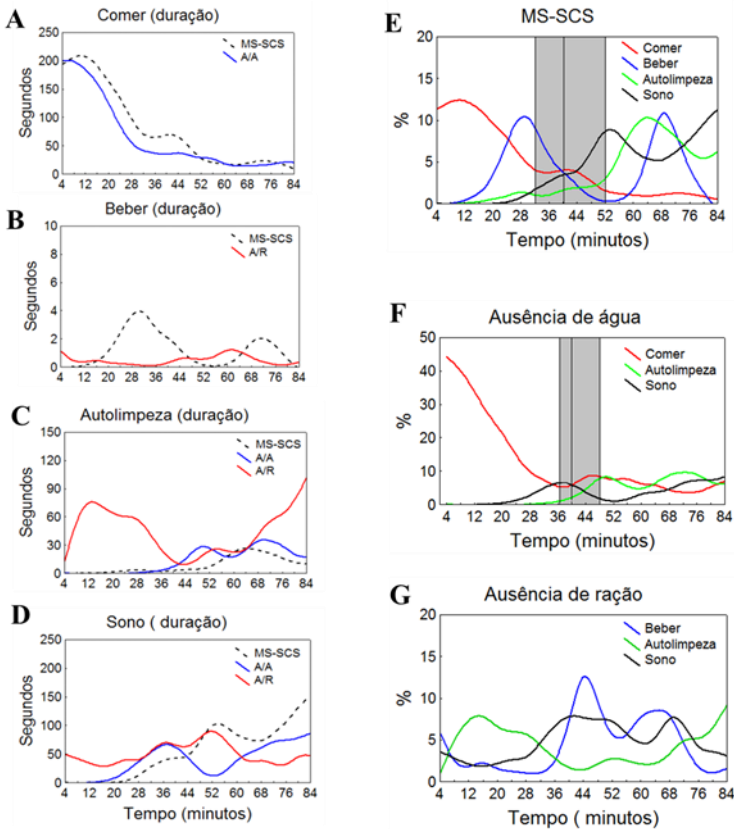 A
Comer (duração)
Segundos
250
200
150
100
50
0
MS-SCS
A/A
4 12 20 28 36 44 52 60 68 76 84
B
Beber (duração)
Segundos
10
8
6
4
2
0
MS-SCS
A/R
4 12 20 28 36 44 52 60 68 76 84
C
Autolimpeza (duração)
Segundos
150
120
90
60
30
0
MS-SCS
A/A
A/R
4 12 20 28 36 44 52 60 68 76 84
D
Sono ( duração)
Segundos
250
200
150
100
50
0
MS-SCS
A/A
A/R
4 12 20 28 36 44 52 60 68 76 84
Tempo (minutos)
E
MS-SCS
%
20
15
10
5
0
Comer
Beber
Autolimpeza
Sono
4 12 20 28 36 44 52 60 68 76 84
Tempo (minutos)
F
Ausência de água
%
50
40
30
20
10
0
Comer
Autolimpeza
Sono
4 12 20 28 36 44 52 60 68 76 84
Tempo (minutos)
G
Ausência de ração
%
20
15
10
5
0
Beber
Autolimpeza
Sono
4 12 20 28 36 44 52 60 68 76 84
Tempo ( minutos)